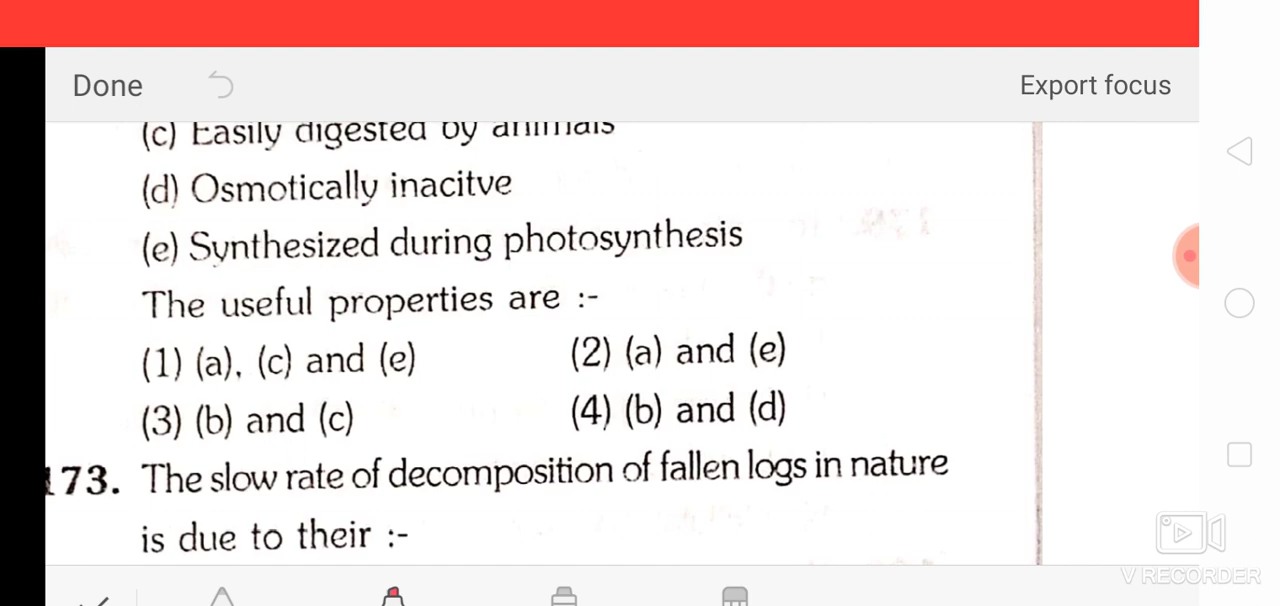 Done
Export focus
(c) Easily digested by animals
(d) Osmotically inacitve
(e) Synthesized during photosynthesis
The useful properties are :-
(1) (a), (c) and (e)
(2) (a) and (e)
(3) (b) and (c)
(4) (b) and (d)
173. The slow rate of decomposition of fallen logs in nature
is due to their :-
V RECORDER